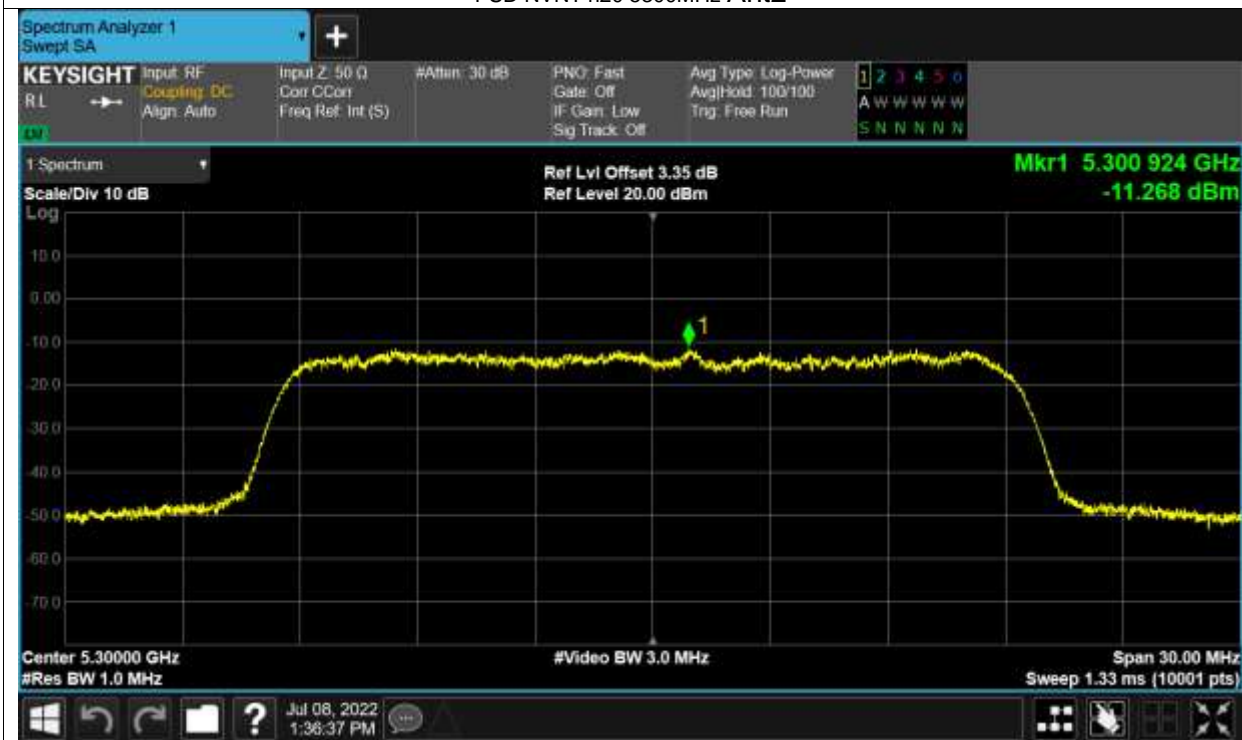 Ant2
Spectrum Analyzer 1
Swept SA
+
KEYSIGHT
RL
Input: RF
Coupling: DC
Align: Auto
Input Z: 50 Ω
Corr CCorr
Freq Ref: Int (S)
#Atten: 30 dB
PNO: Fast
Gate: Off
IF Gain: Low
Sig Track: Off
Avg Type: Log-Power
Avg|Hold: 100/100
Trig: Free Run
1 2 3 4 5 6
A W W W W W
S N N N N N
1 Spectrum
Scale/Div 10 dB
Log
Ref Lvl Offset 3.35 dB
Ref Level 20.00 dBm
Mkr1 5.300 924 GHz
-11.268 dBm
10.0
0.00
-10.0
-20.0
-30.0
-40.0
-50.0
-60.0
-70.0
1
Center 5.30000 GHz
#Res BW 1.0 MHz
#Video BW 3.0 MHz
Span 30.00 MHz
Sweep 1.33 ms (10001 pts)
?
Jul 08, 2022
1:36:37 PM